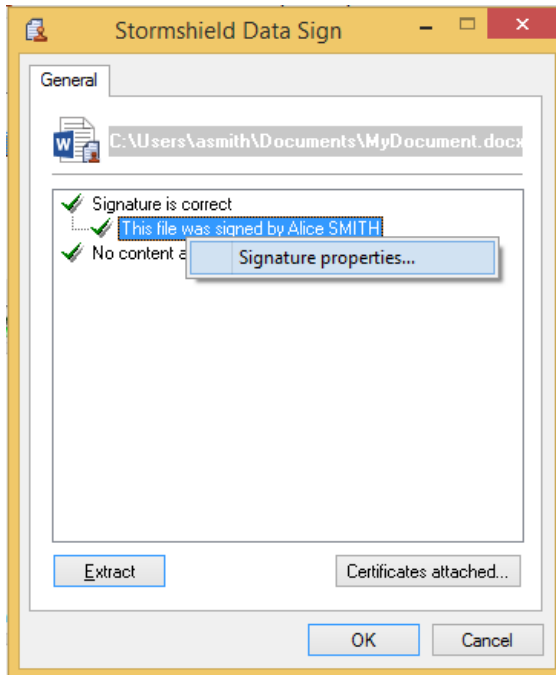 Stormshield Data Sign
General
C:\Users\asmith\Documents\MyDocument.docx
Signature is correct
This file was signed by Alice SMITH
No content a
Signature properties...
Extract
Certificates attached...
OK
Cancel